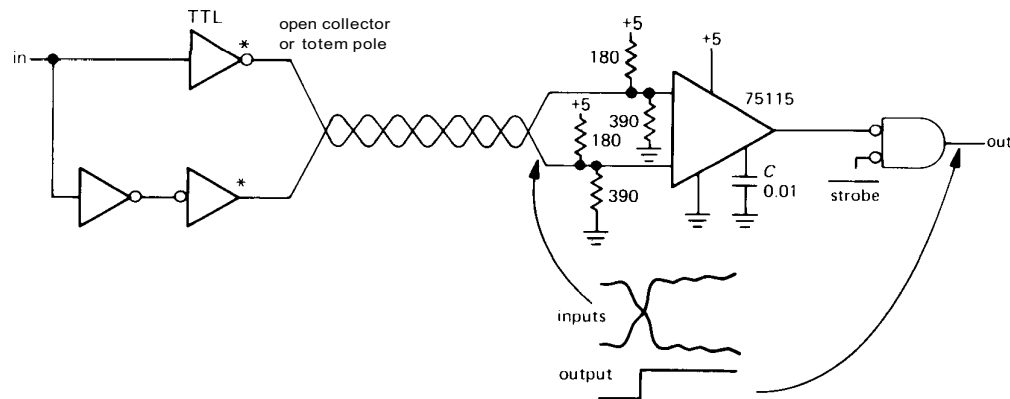 TTL
*
open collector
or totem pole
in
*
+5
180
+5
75115
+5
180
390
390
C
0.01
strobe
out
inputs
output